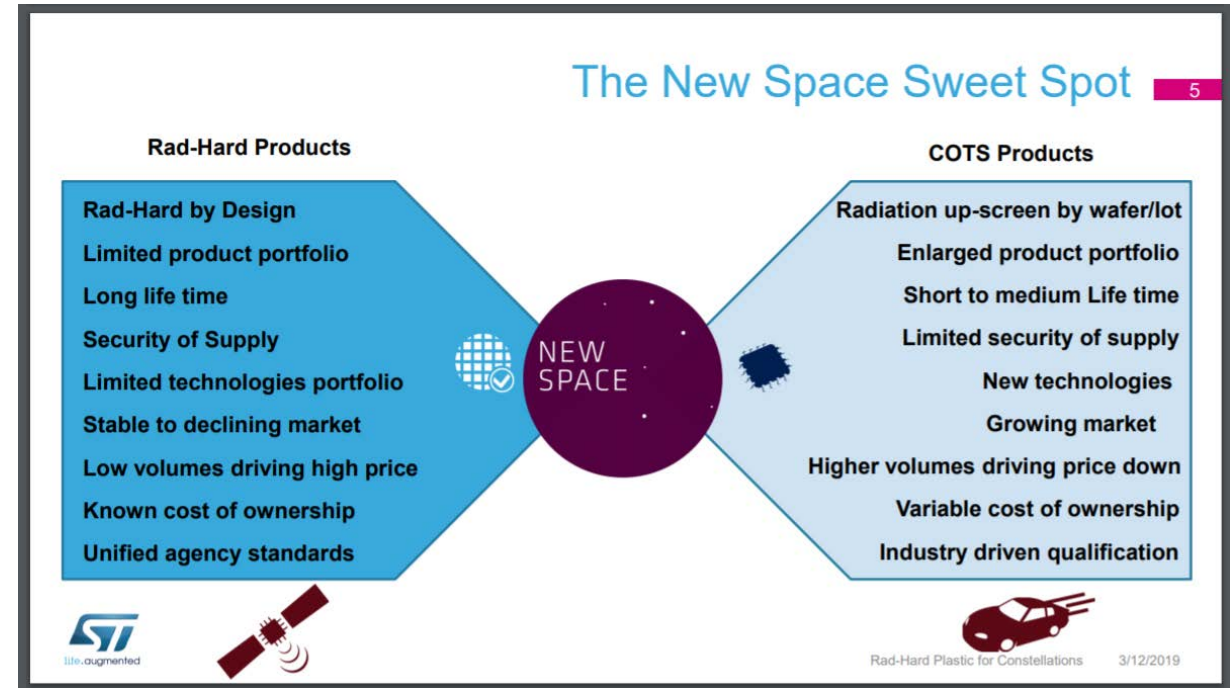 The New Space Sweet Spot
5
Rad-Hard Products
Rad-Hard by Design
Limited product portfolio
Long life time
Security of Supply
Limited technologies portfolio
Stable to declining market
Low volumes driving high price
Known cost of ownership
Unified agency standards
NEW
SPACE
COTS Products
Radiation up-screen by wafer/lot
Enlarged product portfolio
Short to medium Life time
Limited security of supply
New technologies
Growing market
Higher volumes driving price down
Variable cost of ownership
Industry driven qualification
ST
life.augmented
Rad-Hard Plastic for Constellations
3/12/2019